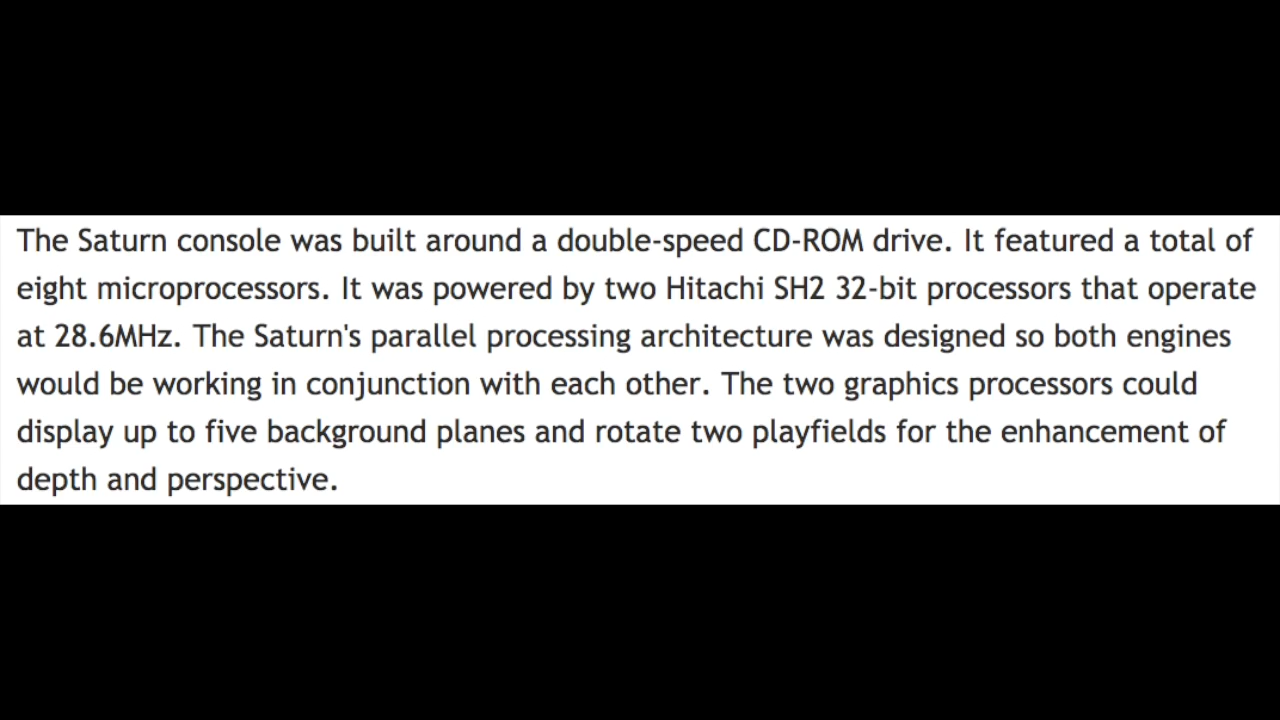 The Saturn console was built around a double-speed CD-ROM drive. It featured a total of
eight microprocessors. It was powered by two Hitachi SH2 32-bit processors that operate
at 28.6MHz. The Saturn's parallel processing architecture was designed so both engines
would be working in conjunction with each other. The two graphics processors could
display up to five background planes and rotate two playfields for the enhancement of
depth and perspective.